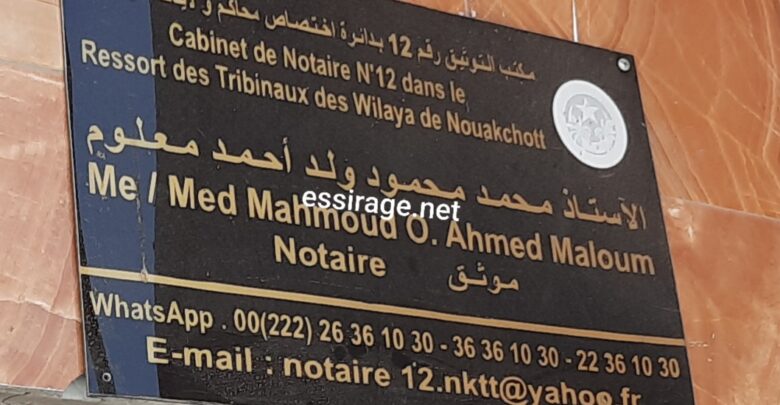 مكتب التوثيق رقم 12 بدائرة اختصاص محاكم
Cabinet de Notaire N°12 dans le
Ressort des Tribinaux des Wilaya de Nouakchott
الأستاذ محمد محمود ولد أحمد معلوم
essirage.net
Me / Med Mahmoud O. Ahmed Maloum
Notaire موثق
WhatsApp . 00(222) 26 36 10 30 - 36 36 10 30 - 22 36 10 30
E-mail : notaire 12.nktt@yahoo.fr